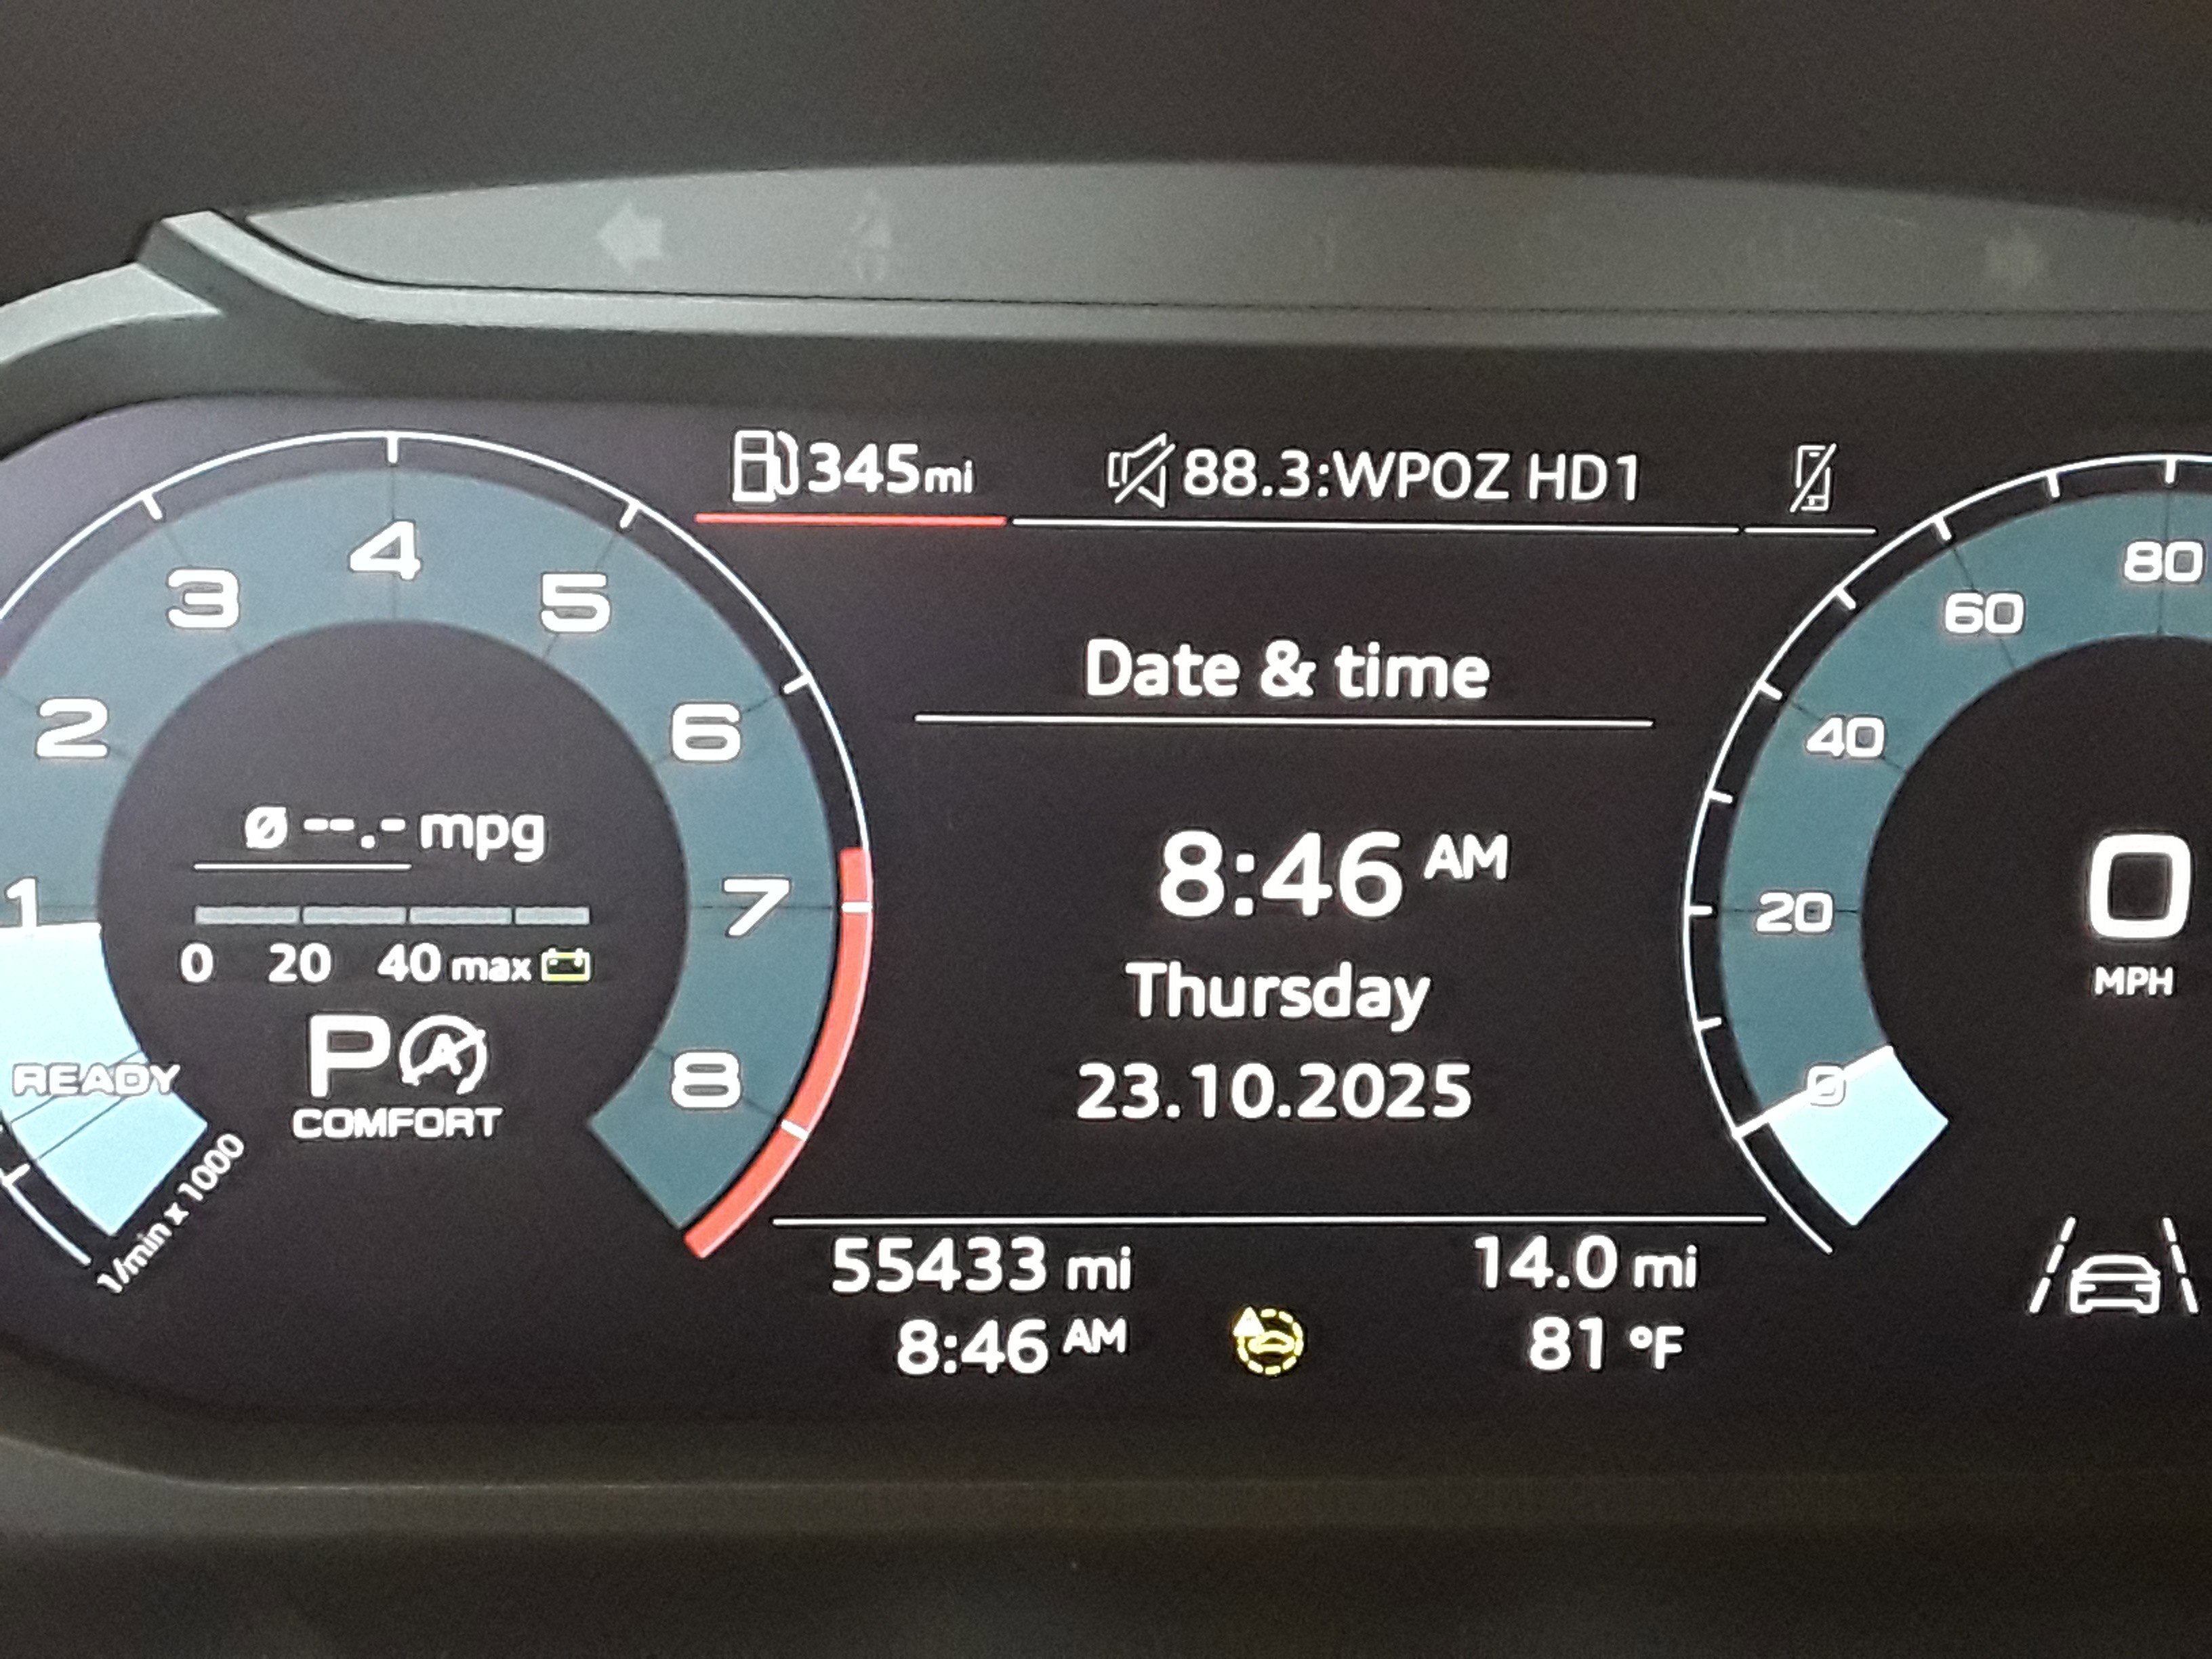 345 mi
88.3:WPOZ HD1
Date & time
8:46 AM
Thursday
23.10.2025
55433 mi
14.0 mi
8:46 AM
81 °F
1
2
3
4
5
6
7
8
ø --.- mpg
0 20 40 max
P A
COMFORT
READY
1/min x 1000
0
20
40
60
80
0
MPH